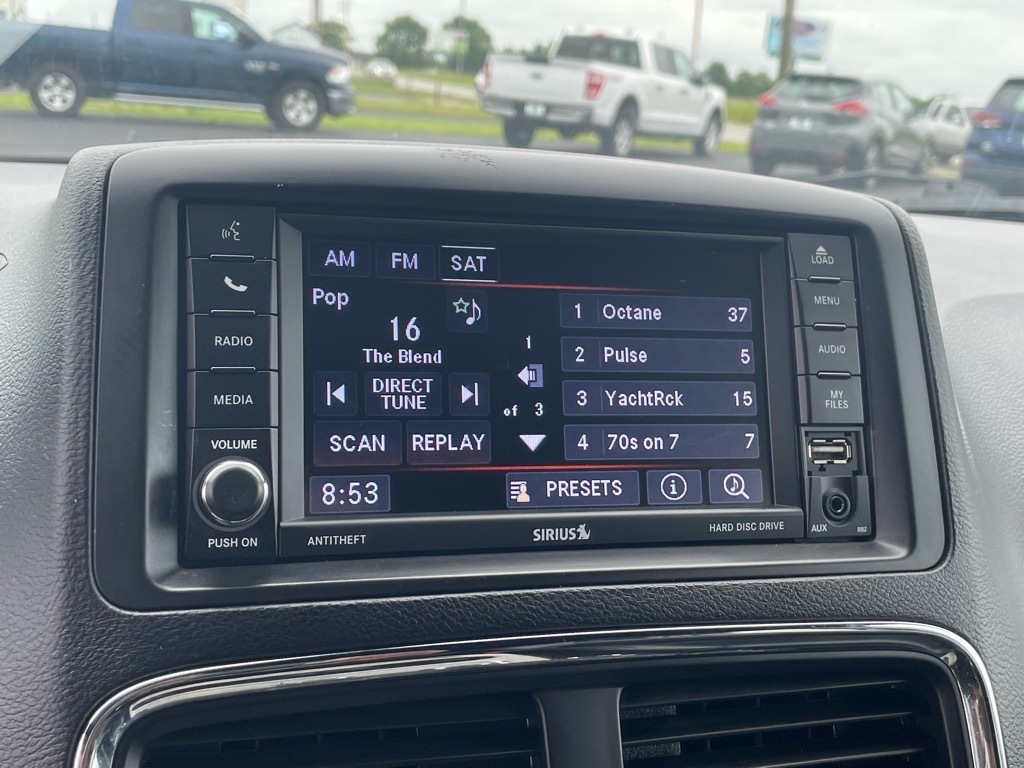 AM FM SAT
Pop
16
The Blend
DIRECT
TUNE
SCAN REPLAY
8:53
1
of 3
1 Octane 37
2 Pulse 5
3 YachtRck 15
4 70s on 7 7
PRESETS
i
RADIO
MEDIA
VOLUME
PUSH ON
ANTITHEFT
SIRIUS
HARD DISC DRIVE
LOAD
MENU
AUDIO
MY
FILES
AUX
RBZ